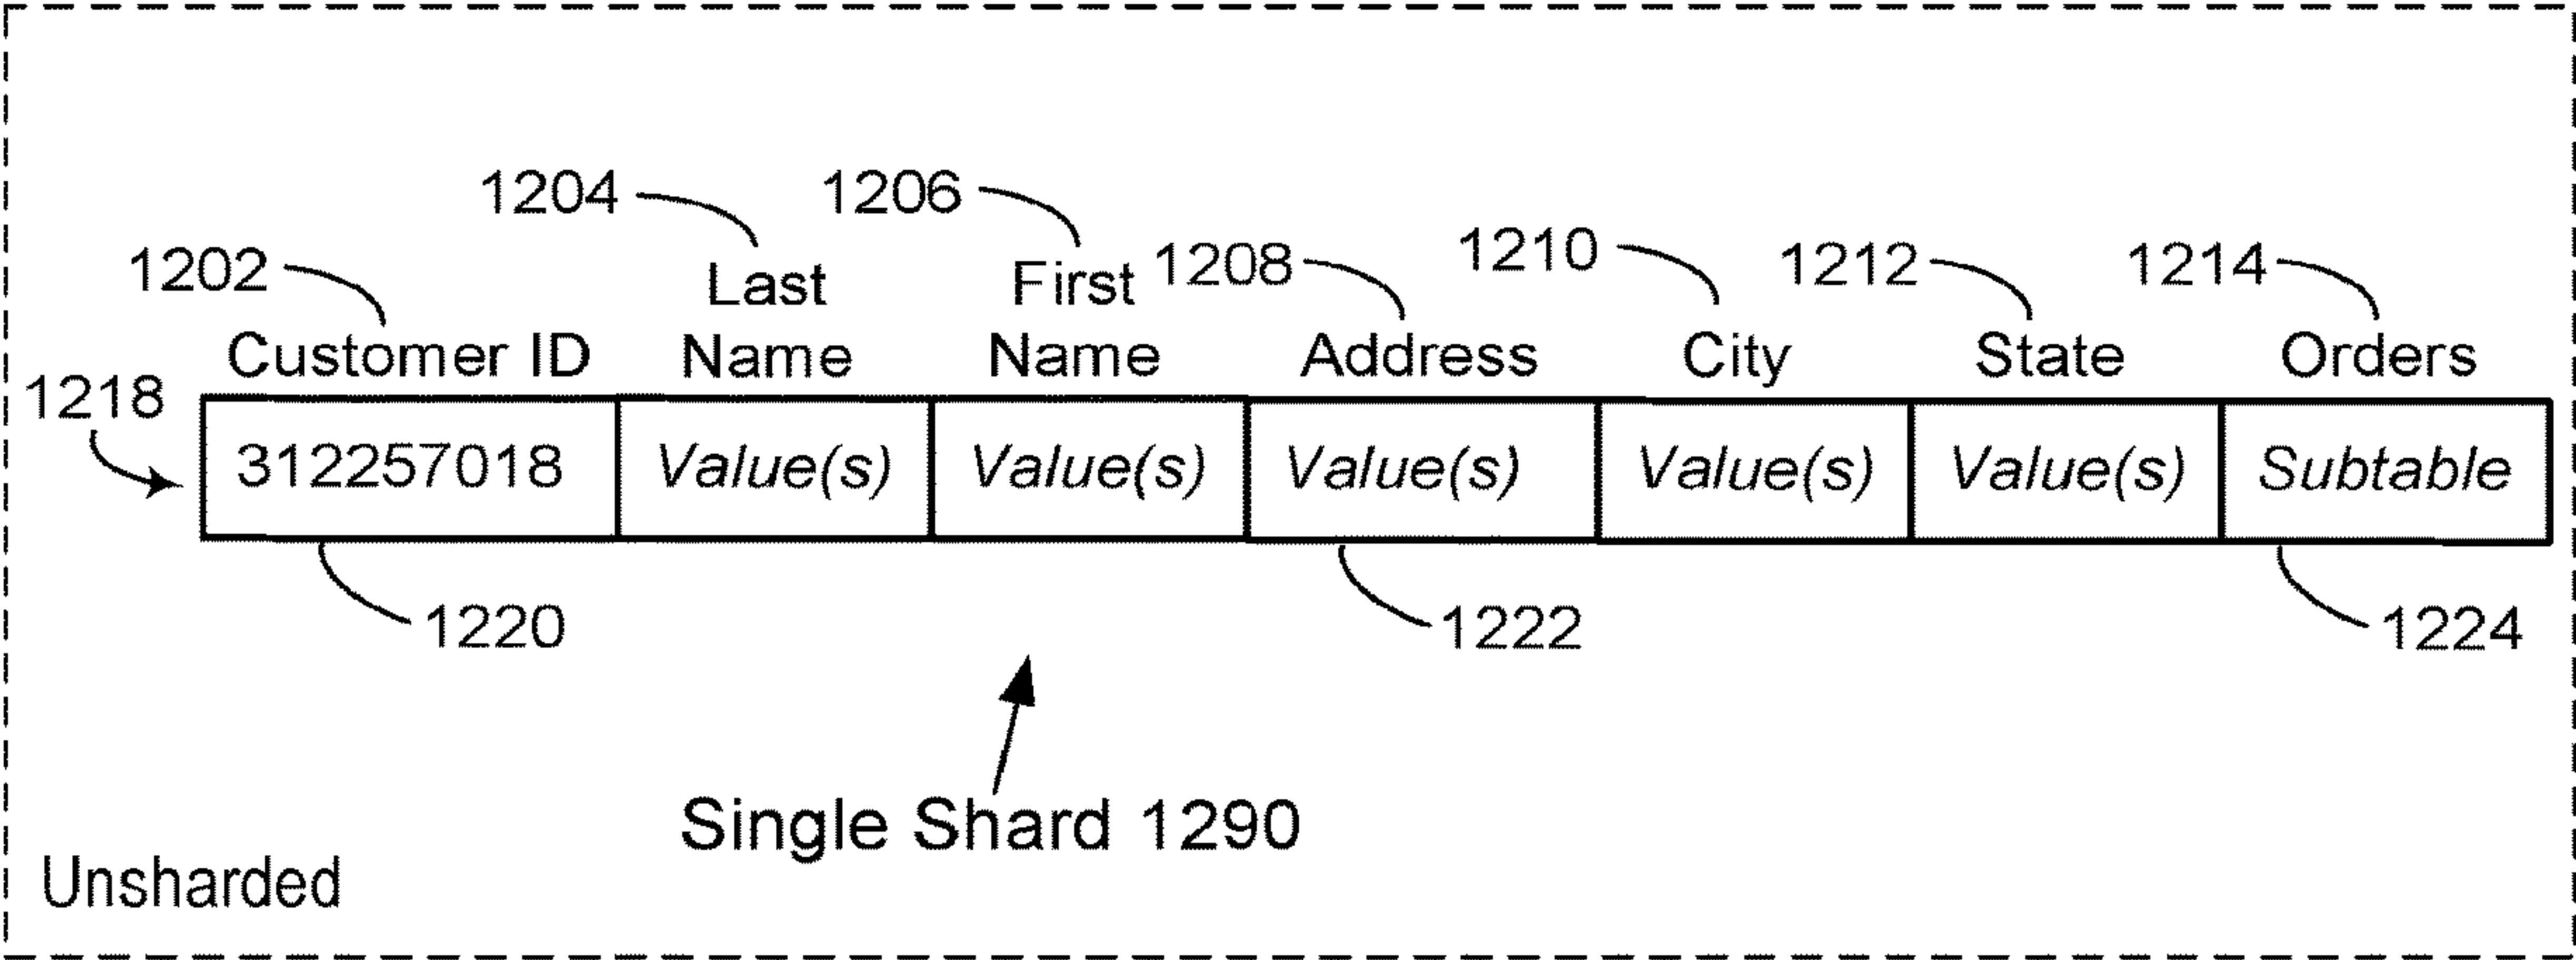 1204 1206
1202 Last First 1208 1210 1212 1214
Customer ID Name Name Address City State Orders
1218
312257018 Value(s) Value(s) Value(s) Value(s) Value(s) Subtable
1220 1222 1224
Single Shard 1290
Unsharded